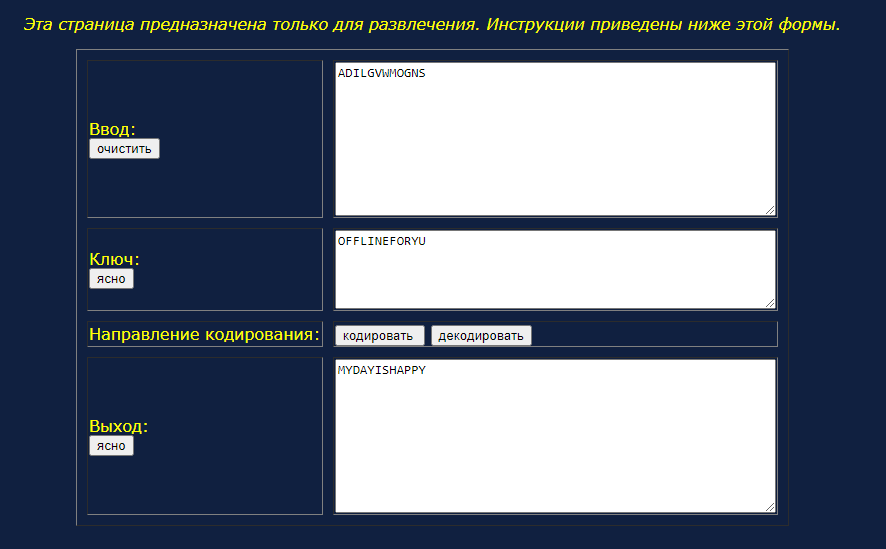 Эта страница предназначена только для развлечения. Инструкции приведены ниже этой формы.
Ввод:
очистить
ADILGVWMOGNS
Ключ:
ясно
OFFLINEFORYU
Направление кодирования:
кодировать декодировать
Выход:
ясно
MYDAYISHAPPY